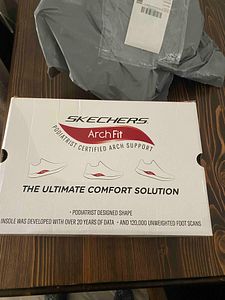 SKECHERS
Arch Fit
PODIATRIST CERTIFIED ARCH SUPPORT
THE ULTIMATE COMFORT SOLUTION
• PODIATRIST DESIGNED SHAPE
INSOLE WAS DEVELOPED WITH OVER 20 YEARS OF DATA • AND 120,000 UNWEIGHTED FOOT SCANS